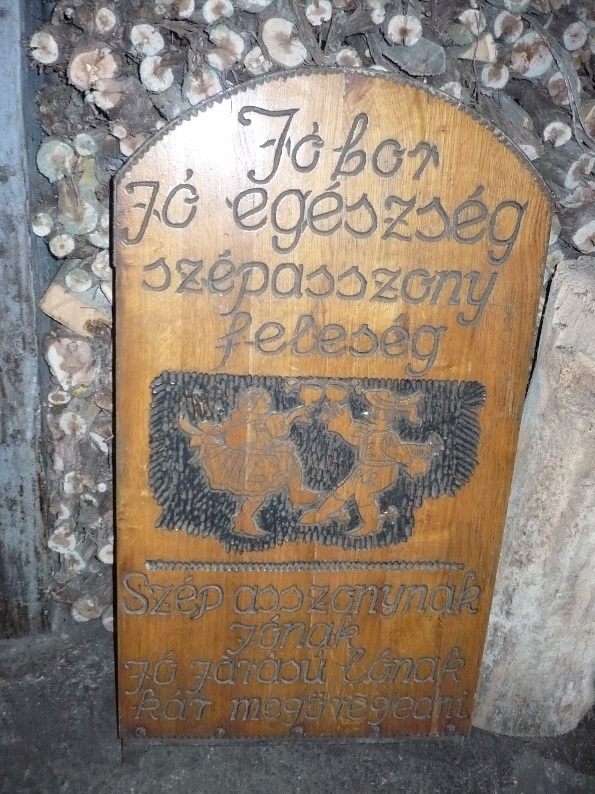 Jó bor
Jó egészség
szépasszony
feleség
Szép asszonynak
Jónak
Jó Járású lónak
kár megöregedni